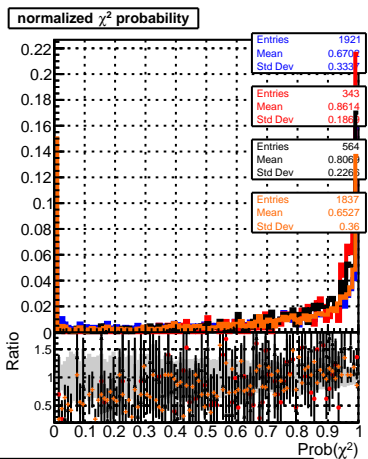 normalized χ² probability
Entries 1921
Mean 0.6702
Std Dev 0.3337
Entries 343
Mean 0.8614
Std Dev 0.1869
Entries 564
Mean 0.8069
Std Dev 0.2266
Entries 1837
Mean 0.6527
Std Dev 0.36
0.22
0.2
0.18
0.16
0.14
0.12
0.1
0.08
0.06
0.04
0.02
0
Ratio
1.5
1
0.5
0 0.1 0.2 0.3 0.4 0.5 0.6 0.7 0.8 0.9 1
Prob(χ²)